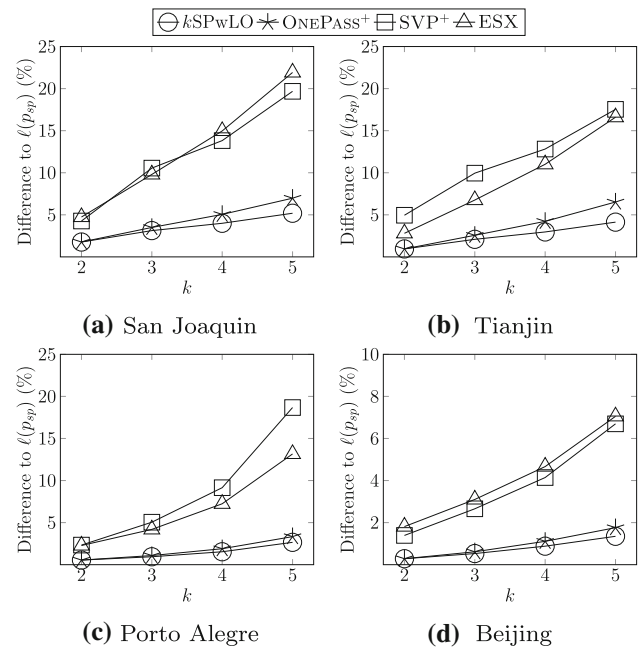 kSPwLO OnePass+ SVP+ ESX
Difference to ℓ(p_sp) (%)
25
20
15
10
5
2 3 4 5
k
(a) San Joaquin
Difference to ℓ(p_sp) (%)
25
20
15
10
5
2 3 4 5
k
(b) Tianjin
Difference to ℓ(p_sp) (%)
25
20
15
10
5
2 3 4 5
k
(c) Porto Alegre
Difference to ℓ(p_sp) (%)
10
8
6
4
2
2 3 4 5
k
(d) Beijing